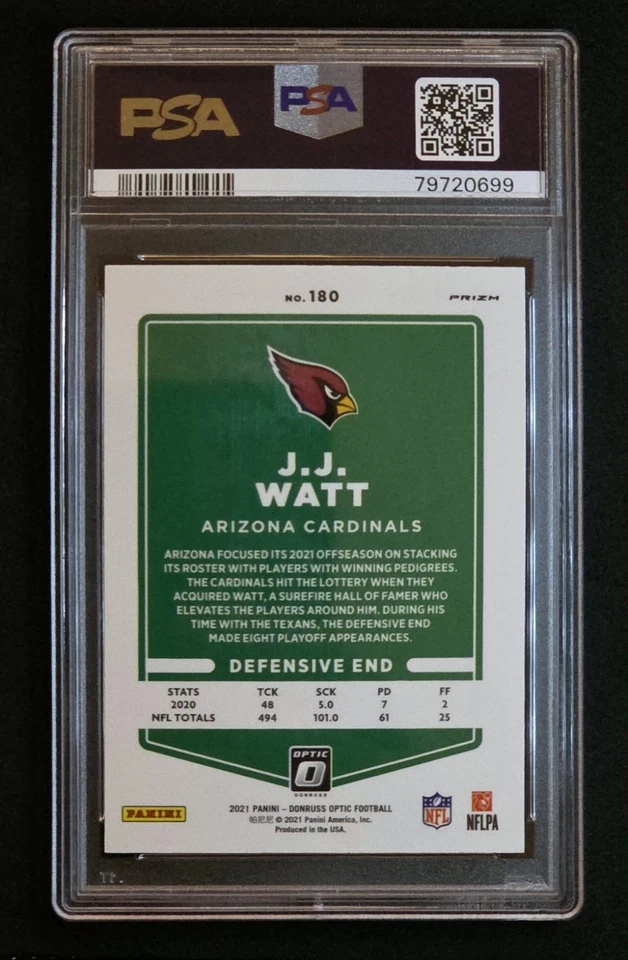 PSA
PSA
79720699
NO. 180
PRIZM
J.J.
WATT
ARIZONA CARDINALS
ARIZONA FOCUSED ITS 2021 OFFSEASON ON STACKING
ITS ROSTER WITH PLAYERS WITH WINNING PEDIGREES.
THE CARDINALS HIT THE LOTTERY WHEN THEY
ACQUIRED WATT, A SUREFIRE HALL OF FAMER WHO
ELEVATES THE PLAYERS AROUND HIM. DURING HIS
TIME WITH THE TEXANS, THE DEFENSIVE END
MADE EIGHT PLAYOFF APPEARANCES.
DEFENSIVE END
STATS TCK SCK PD FF
2020 48 5.0 7 2
NFL TOTALS 494 101.0 61 25
OPTIC
O
DONRUSS
PANINI
2021 PANINI – DONRUSS OPTIC FOOTBALL
帕尼尼 © 2021 Panini America, Inc.
Produced in the USA.
NFL
NFLPA